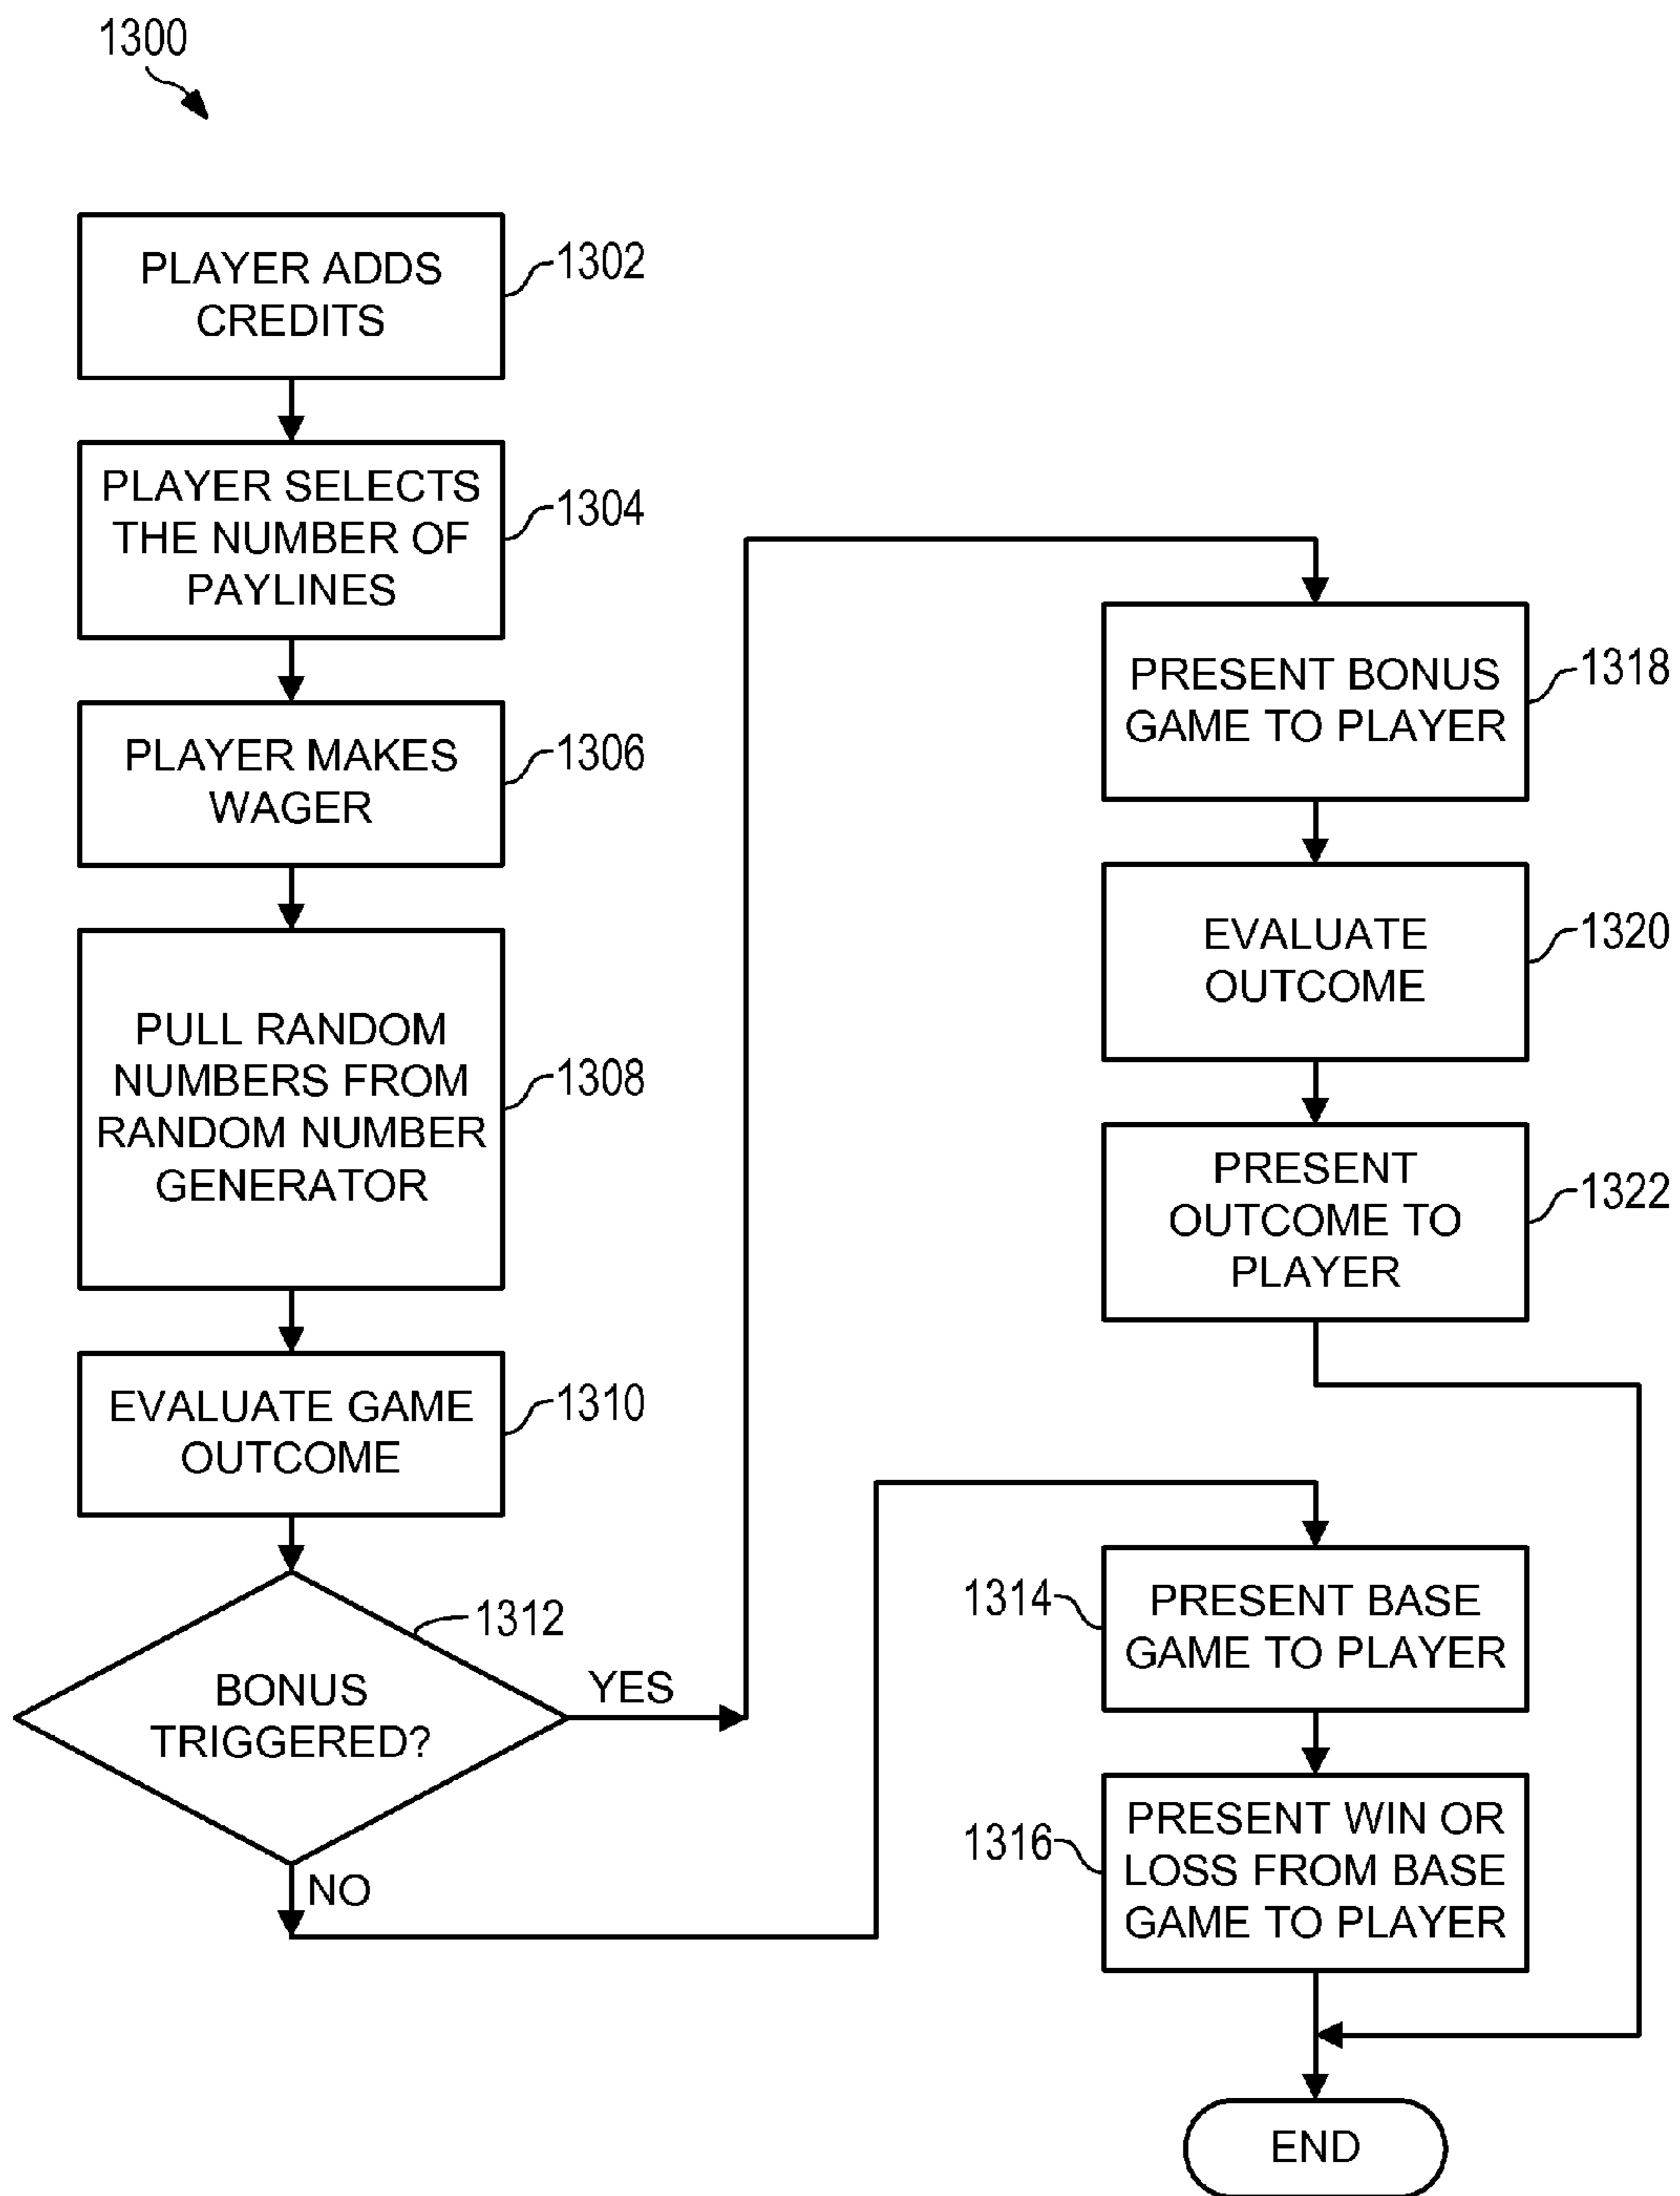 1300
PLAYER ADDS
CREDITS
1302
PLAYER SELECTS
THE NUMBER OF
PAYLINES
1304
PLAYER MAKES
WAGER
1306
PULL RANDOM
NUMBERS FROM
RANDOM NUMBER
GENERATOR
1308
EVALUATE GAME
OUTCOME
1310
BONUS
TRIGGERED?
1312
YES
NO
PRESENT BONUS
GAME TO PLAYER
1318
EVALUATE
OUTCOME
1320
PRESENT
OUTCOME TO
PLAYER
1322
1314
PRESENT BASE
GAME TO PLAYER
1316
PRESENT WIN OR
LOSS FROM BASE
GAME TO PLAYER
END